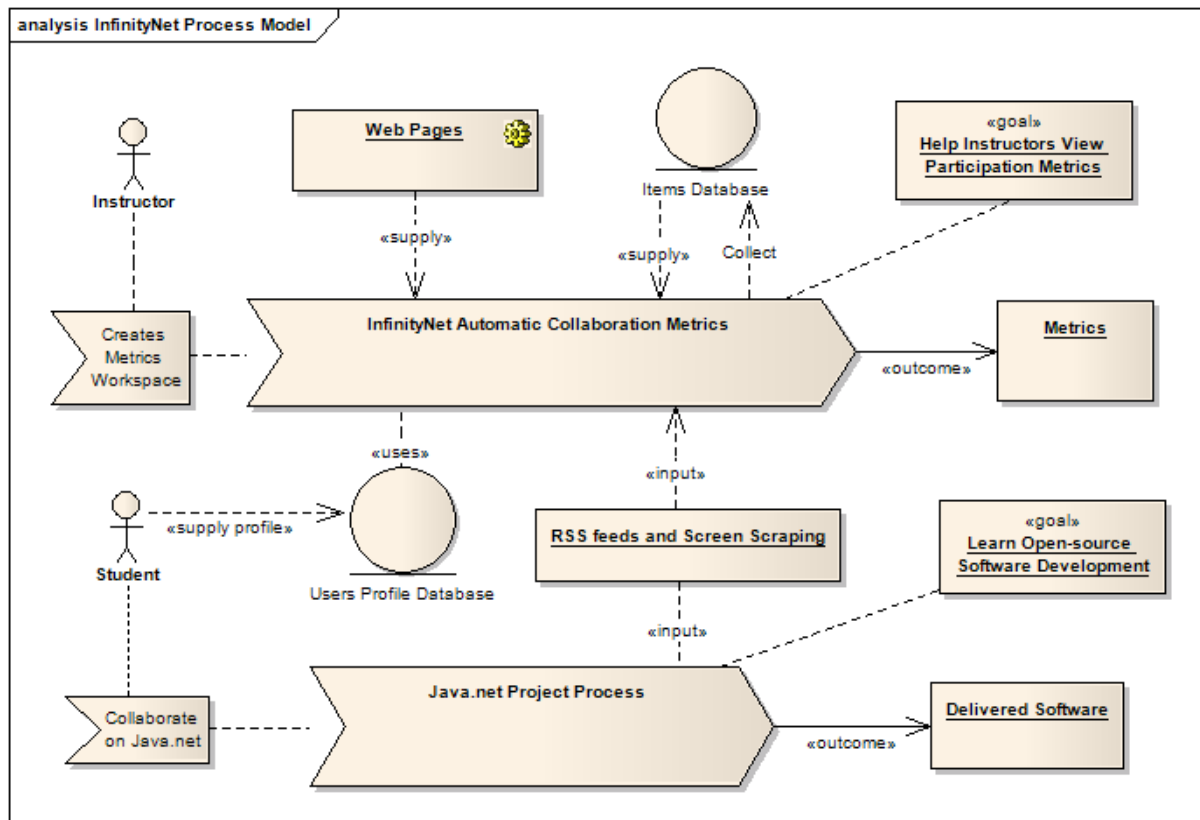 analysis InfinityNet Process Model
Instructor
Web Pages
Items Database
«goal»
Help Instructors View
Participation Metrics
«supply»
«supply»
Collect
Creates
Metrics
Workspace
InfinityNet Automatic Collaboration Metrics
«outcome»
Metrics
«uses»
«input»
Student
«supply profile»
Users Profile Database
RSS feeds and Screen Scraping
«goal»
Learn Open-source
Software Development
«input»
Collaborate
on Java.net
Java.net Project Process
«outcome»
Delivered Software